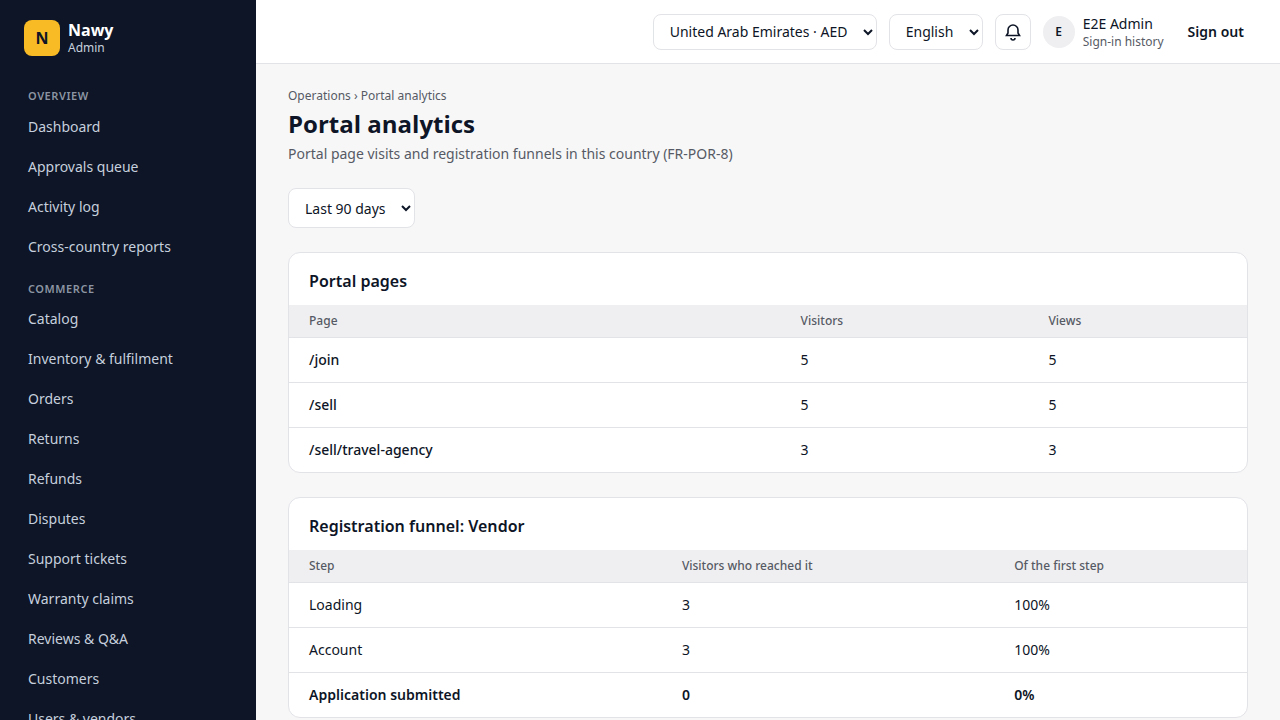 N
Nawy
Admin
OVERVIEW
Dashboard
Approvals queue
Activity log
Cross-country reports
COMMERCE
Catalog
Inventory & fulfilment
Orders
Returns
Refunds
Disputes
Support tickets
Warranty claims
Reviews & Q&A
Customers
Users & vendors
United Arab Emirates · AED
English
E
E2E Admin
Sign-in history
Sign out
Operations › Portal analytics
Portal analytics
Portal page visits and registration funnels in this country (FR-POR-8)
Last 90 days
Portal pages
Page Visitors Views
/join 5 5
/sell 5 5
/sell/travel-agency 3 3
Registration funnel: Vendor
Step Visitors who reached it Of the first step
Loading 3 100%
Account 3 100%
Application submitted 0 0%